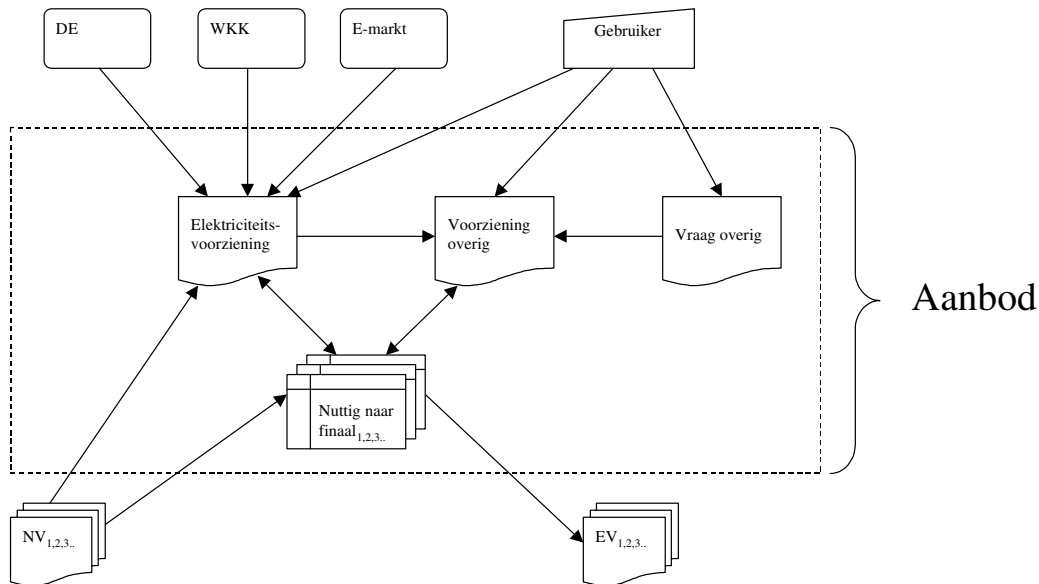 DE
WKK
E-markt
Gebruiker
Elektriciteits-
voorziening
Voorziening
overig
Vraag overig
Aanbod
Nuttig naar
finaal1,2,3..
NV1,2,3..
EV1,2,3..